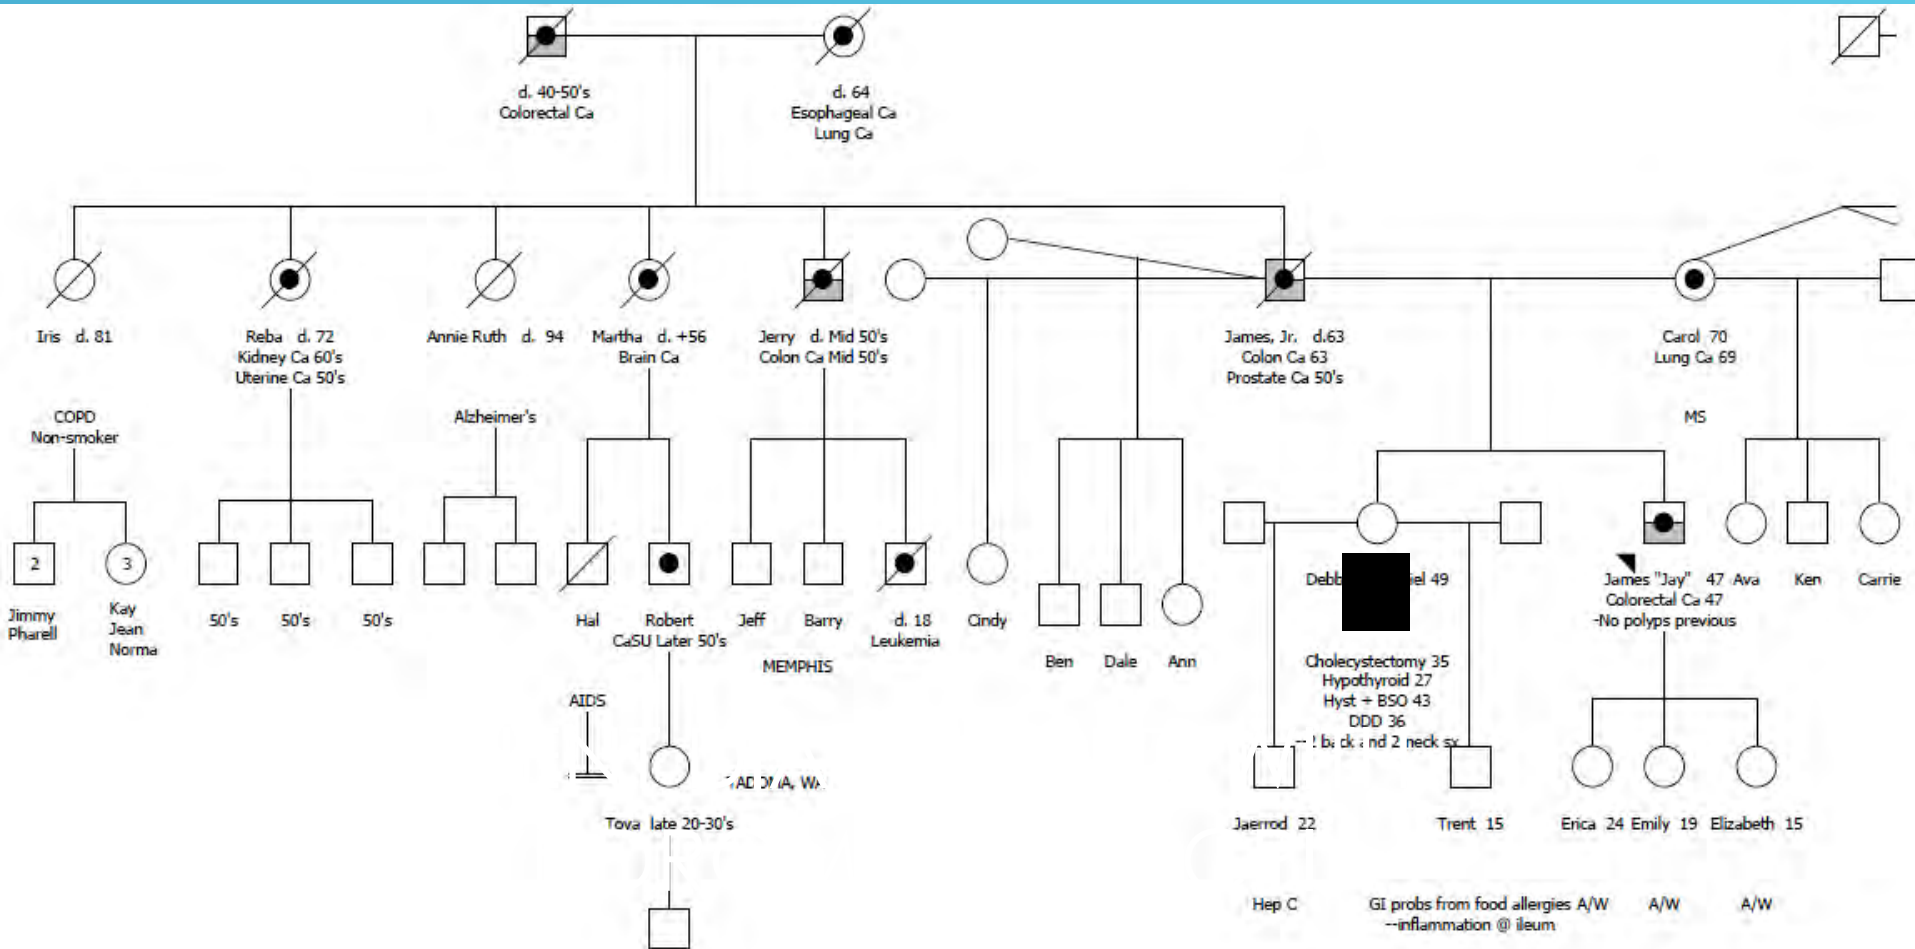 d. 40-50's
Colorectal Ca
d. 64
Esophageal Ca
Lung Ca
Iris d. 81
Reba d. 72
Kidney Ca 60's
Uterine Ca 50's
Annie Ruth d. 94
Martha d. +56
Brain Ca
Jerry d. Mid 50's
Colon Ca Mid 50's
James, Jr. d.63
Colon Ca 63
Prostate Ca 50's
Carol 70
Lung Ca 69
COPD
Non-smoker
Alzheimer's
MS
2
3
Jimmy
Pharell
Kay
Jean
Norma
50's
50's
50's
Hal
Robert
CaSU Later 50's
Jeff
Barry
d. 18
Leukemia
Cindy
Ben
Dale
Ann
49
Cholecystectomy 35
Hypothyroid 27
Hyst + BSO 43
DDD 36
back and 2 neck sx
James "Jay" 47
Colorectal Ca 47
-No polyps previous
Ava
Ken
Carrie
MEMPHIS
AIDS
Tova late 20-30's
Jaerrod 22
Trent 15
Erica 24
Emily 19
Elizabeth 15
Hep C
GI probs from food allergies
--inflammation @ ileum
A/W
A/W
A/W